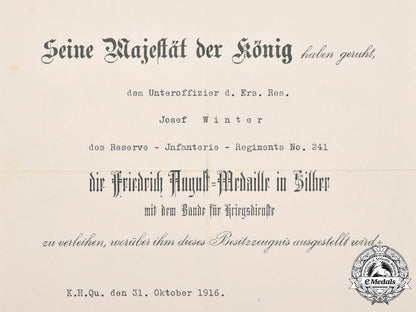 Seine Majestät der König haben geruht,
dem Unteroffizier d. Ers. Res.
Josef Winter
des Reserve - Jnfanterie - Regiments No. 241
die Friedrich August=Medaille in Silber
mit dem Bande für Kriegsdienste
zu verleihen, worüber ihm dieses Besitzzeugnis ausgestellt wird.
K.H.Qu. den 31. Oktober 1916.
eMedals